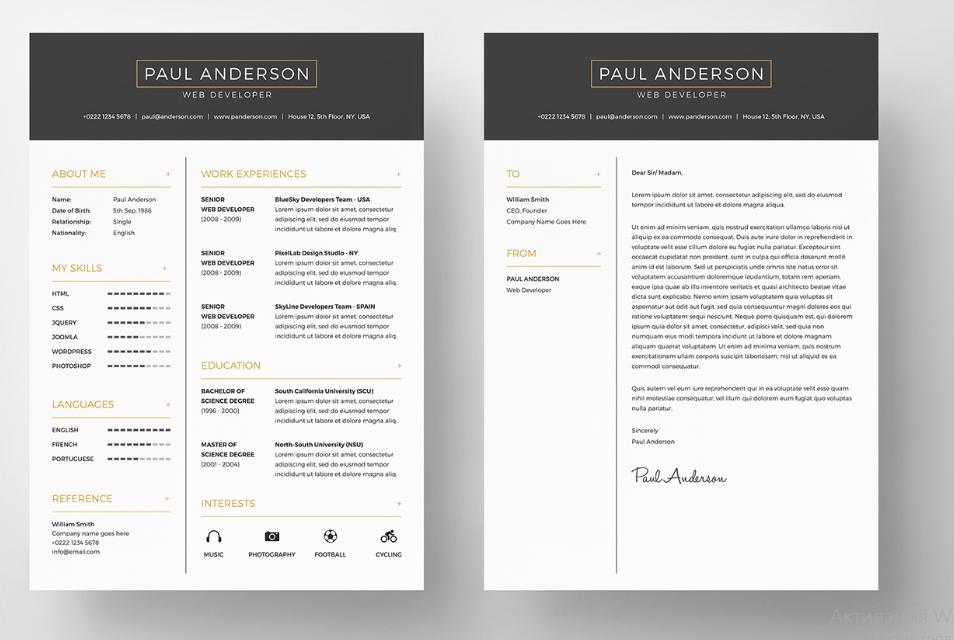 PAUL ANDERSON
WEB DEVELOPER
+0222 1234 5678 | paul@anderson.com | www.panderson.com | House 12, 5th Floor, NY. USA
ABOUT ME +
Name: Paul Anderson
Date of Birth: 5th Sep, 1986
Relationship: Single
Nationality: English
MY SKILLS +
HTML
CSS
JQUERY
JOOMLA
WORDPRESS
PHOTOSHOP
LANGUAGES +
ENGLISH
FRENCH
PORTUGUESE
REFERENCE +
William Smith
Company name goes here
+0222 1234 5678
info@email.com
WORK EXPERIENCES +
SENIOR
WEB DEVELOPER
(2008 - 2009)
BlueSky Developers Team - USA
Lorem ipsum dolor sit amet, consectetur
adipiscing elit, sed do eiusmod tempor
incididunt ut labore et dolore magna aliq.
SENIOR
WEB DEVELOPER
(2008 - 2009)
PixelLab Design Studio - NY
Lorem ipsum dolor sit amet, consectetur
adipiscing elit, sed do eiusmod tempor
incididunt ut labore et dolore magna aliq.
SENIOR
WEB DEVELOPER
(2008 - 2009)
SkyLine Developers Team - SPAIN
Lorem ipsum dolor sit amet, consectetur
adipiscing elit, sed do eiusmod tempor
incididunt ut labore et dolore magna aliq.
EDUCATION +
BACHELOR OF
SCIENCE DEGREE
(1996 - 2000)
South California University (SCU)
Lorem ipsum dolor sit amet, consectetur
adipiscing elit, sed do eiusmod tempor
incididunt ut labore et dolore magna aliq.
MASTER OF
SCIENCE DEGREE
(2001 - 2004)
North-South University (NSU)
Lorem ipsum dolor sit amet, consectetur
adipiscing elit, sed do eiusmod tempor
incididunt ut labore et dolore magna aliq.
INTERESTS +
MUSIC PHOTOGRAPHY FOOTBALL CYCLING
PAUL ANDERSON
WEB DEVELOPER
+0222 1234 5678 | paul@anderson.com | www.panderson.com | House 12, 5th Floor, NY. USA
TO +
William Smith
CEO, Founder
Company Name Goes Here
FROM +
PAUL ANDERSON
Web Developer
Dear Sir/ Madam,
Lorem ipsum dolor sit amet, consectetur adipiscing elit, sed do eiusmod
tempor incididunt ut labore et dolore magna aliqua.
Ut enim ad minim veniam, quis nostrud exercitation ullamco laboris nisi ut
aliquip ex ea commodo consequat. Duis aute irure dolor in reprehenderit in
voluptate velit esse cillum dolore eu fugiat nulla pariatur. Excepteur sint
occaecat cupidatat non proident, sunt in culpa qui officia deserunt mollit
anim id est laborum. Sed ut perspiciatis unde omnis iste natus error sit
voluptatem accusantium doloremque laudantium, totam rem aperiam,
eaque ipsa quae ab illo inventore veritatis et quasi architecto beatae vitae
dicta sunt explicabo. Nemo enim ipsam voluptatem quia voluptas sit
aspernatur aut odit aut fugit, sed quia consequuntur magni dolores eos qui
ratione voluptatem sequi nesciunt. Neque porro quisquam est, qui dolorem
ipsum quia dolor sit amet, consectetur, adipisci velit, sed quia non
numquam eius modi tempora incidunt ut labore et dolore magnam
aliquam quaerat voluptatem. Ut enim ad minima veniam, quis nostrum
exercitationem ullam corporis suscipit laboriosam, nisi ut aliquid ex ea
commodi consequatur.
Quis autem vel eum iure reprehenderit qui in ea voluptate velit esse quam
nihil molestiae consequatur, vel illum qui dolorem eum fugiat quo voluptas
nulla pariatur.
Sincerely
Paul Anderson
Paul Anderson